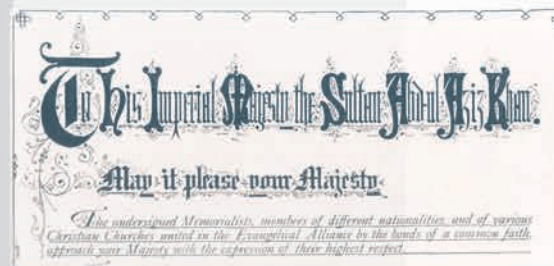 To His Imperial Majesty the Sultan Abd-ul Aziz Khan.
May it please your Majesty
The undersigned Memorialists, members of different nationalities and of various
Christian Churches united in the Evangelical Alliance by the bonds of a common faith,
approach your Majesty with the expression of their highest respect